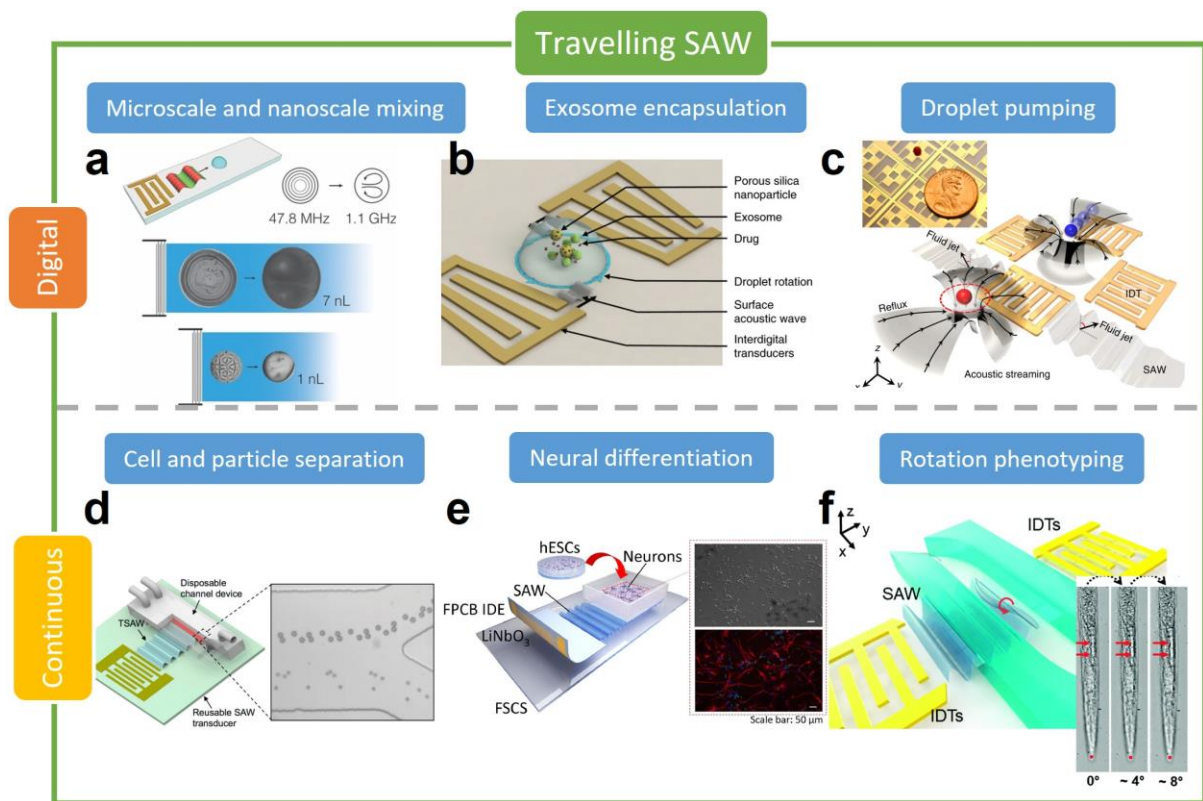 Travelling SAW
Digital
Microscale and nanoscale mixing
a
47.8 MHz
1.1 GHz
7 nL
1 nL
Exosome encapsulation
b
Porous silica
nanoparticle
Exosome
Drug
Droplet rotation
Surface
acoustic wave
Interdigital
transducers
Droplet pumping
c
Fluid jet
IDT
Reflux
Fluid jet
z
SAW
Acoustic streaming
Continuous
Cell and particle separation
d
Disposable
channel device
TSAW
Reusable SAW
transducer
Neural differentiation
e
hESCs
Neurons
SAW
FPCB IDE
LiNbO3
FSCS
Scale bar: 50 µm
Rotation phenotyping
f
z
y
x
IDTs
SAW
IDTs
0°
~ 4°
~ 8°